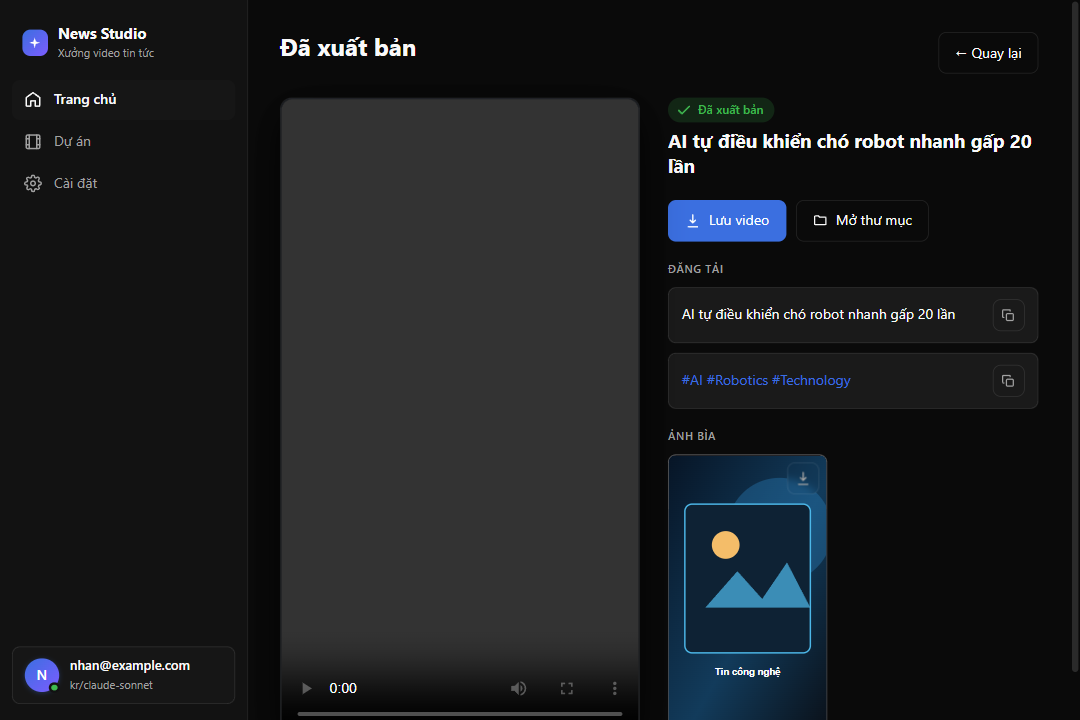 News Studio
Xưởng video tin tức
Trang chủ
Dự án
Cài đặt
nhan@example.com
kr/claude-sonnet
N
Đã xuất bản
← Quay lại
0:00
Đã xuất bản
AI tự điều khiển chó robot nhanh gấp 20
lần
Lưu video
Mở thư mục
ĐĂNG TẢI
AI tự điều khiển chó robot nhanh gấp 20 lần
#AI #Robotics #Technology
ẢNH BÌA
Tin công nghệ